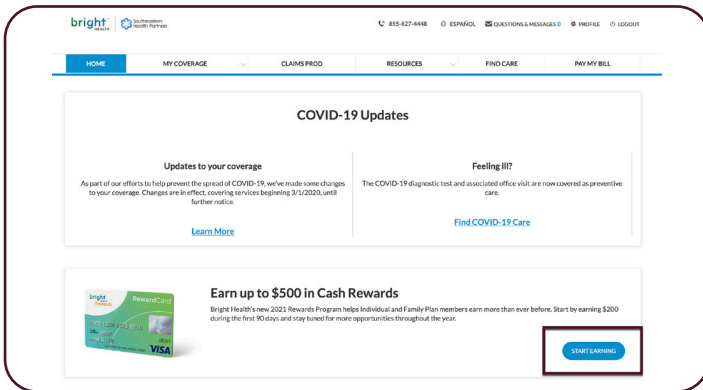 bright HEALTH Southeastern Health Partners 855-827-4448 ESPAÑOL QUESTIONS & MESSAGES 0 PROFILE LOGOUT
HOME MY COVERAGE CLAIMS PROD RESOURCES FIND CARE PAY MY BILL
COVID-19 Updates
Updates to your coverage
As part of our efforts to help prevent the spread of COVID-19, we've made some changes
to your coverage. Changes are in effect, covering services beginning 3/1/2020, until
further notice.
Learn More
Feeling ill?
The COVID-19 diagnostic test and associated office visit are now covered as preventive
care.
Find COVID-19 Care
bright Rewards RewardCard
DEBIT
VISA
Earn up to $500 in Cash Rewards
Bright Health's new 2021 Rewards Program helps Individual and Family Plan members earn more than ever before. Start by earning $200
during the first 90 days and stay tuned for more opportunities throughout the year.
START EARNING